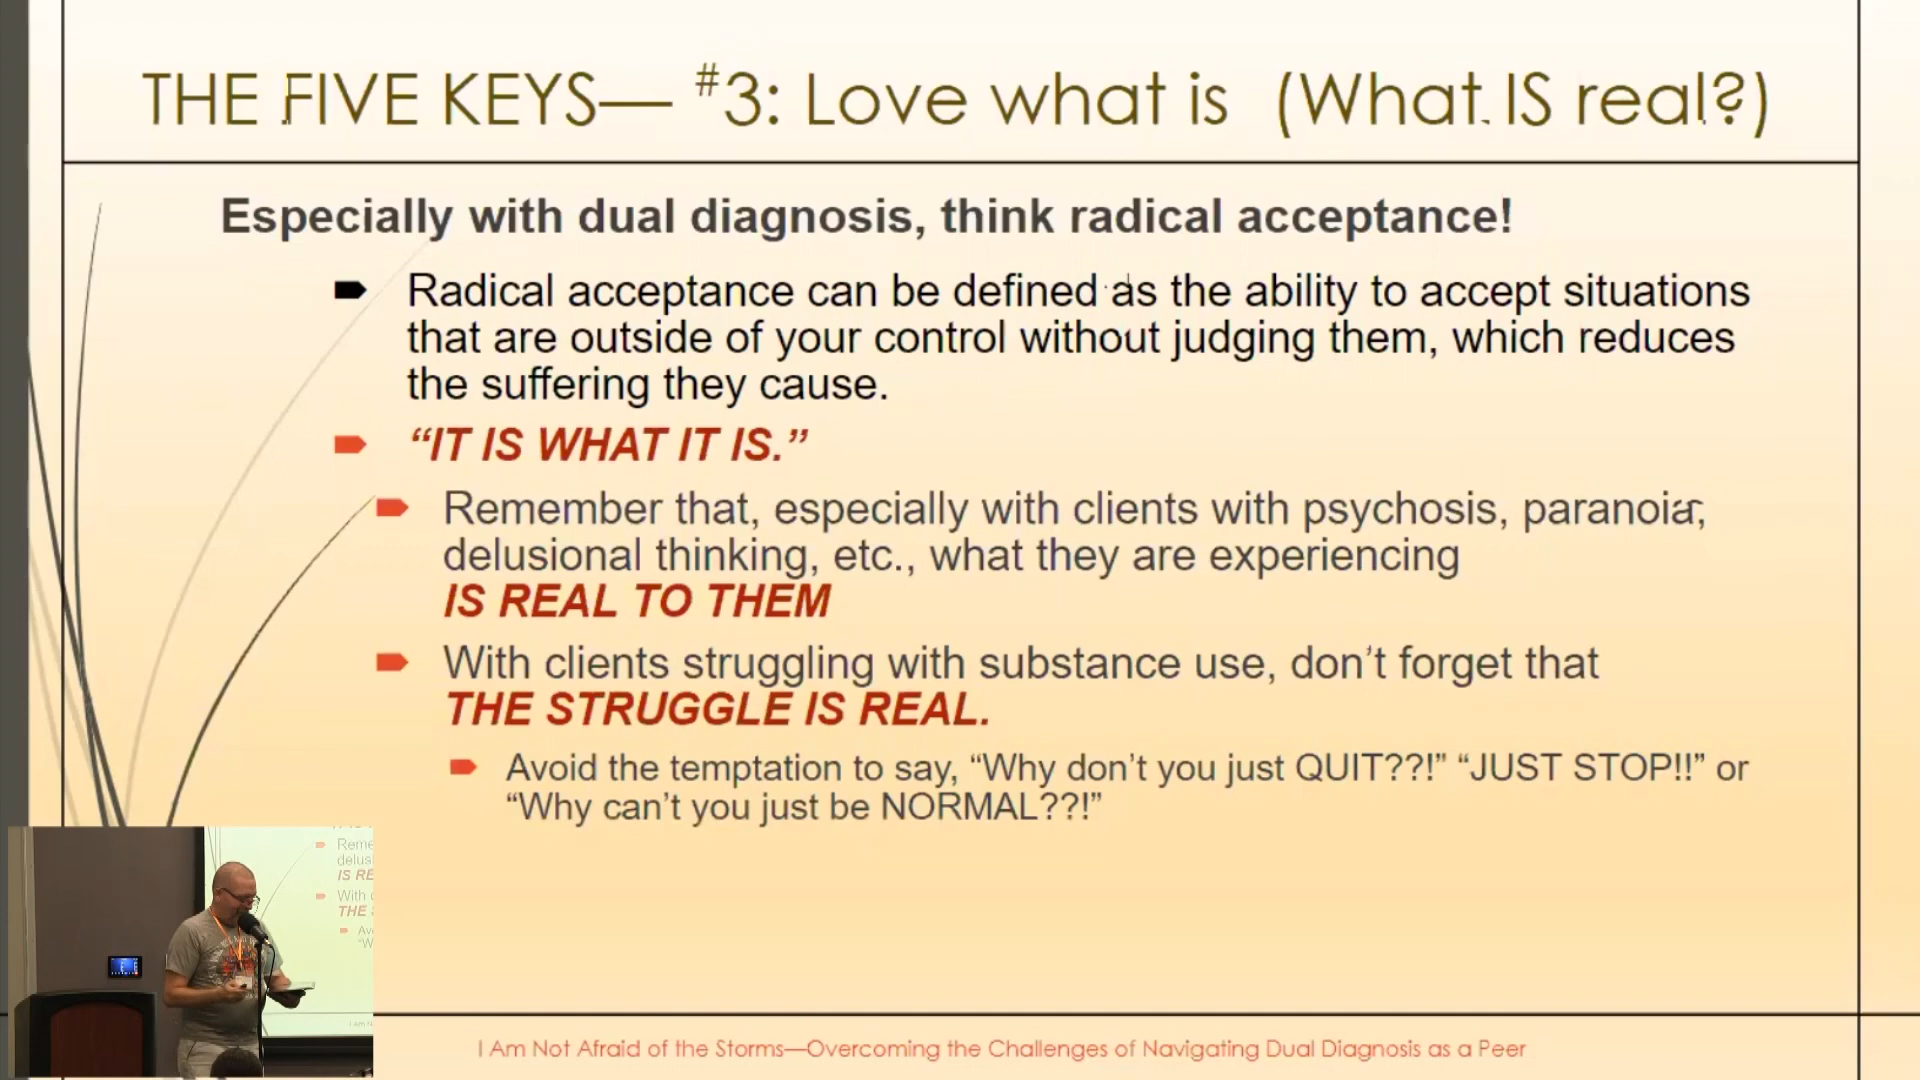 THE FIVE KEYS— #3: Love what is (What IS real?)
Especially with dual diagnosis, think radical acceptance!
Radical acceptance can be defined as the ability to accept situations
that are outside of your control without judging them, which reduces
the suffering they cause.
“IT IS WHAT IT IS.”
Remember that, especially with clients with psychosis, paranoia,
delusional thinking, etc., what they are experiencing
IS REAL TO THEM
With clients struggling with substance use, don’t forget that
THE STRUGGLE IS REAL.
Avoid the temptation to say, “Why don’t you just QUIT??!” “JUST STOP!!” or
“Why can’t you just be NORMAL??!”
I Am Not Afraid of the Storms—Overcoming the Challenges of Navigating Dual Diagnosis as a Peer